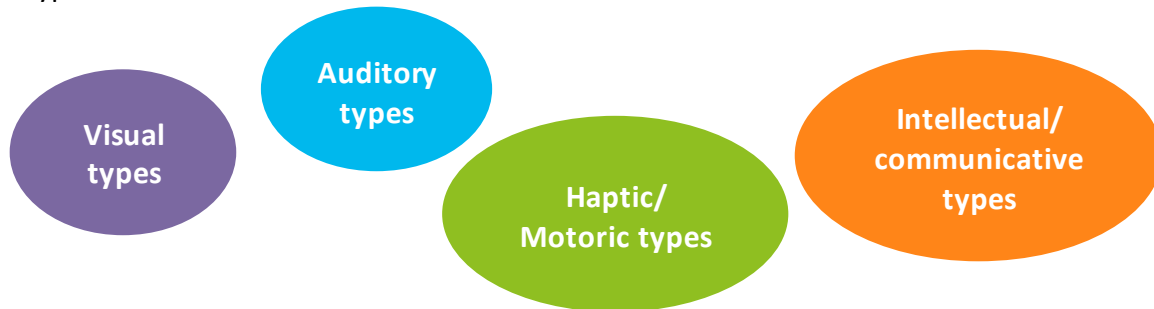 Visual
types
Auditory
types
Haptic/
Motoric types
Intellectual/
communicative
types